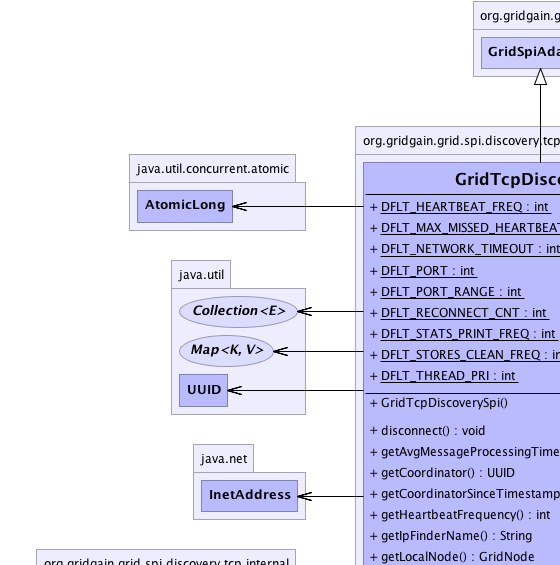 org.gridgain.g
GridSpiAda
org.gridgain.grid.spi.discovery.tcp
java.util.concurrent.atomic
AtomicLong
java.util
Collection<E>
Map<K, V>
UUID
java.net
InetAddress
org.gridgain.grid.spi.discovery.tcp.internal
GridTcpDisco
+ DFLT_HEARTBEAT_FREQ : int
+ DFLT_MAX_MISSED_HEARTBEAT
+ DFLT_NETWORK_TIMEOUT : int
+ DFLT_PORT : int
+ DFLT_PORT_RANGE : int
+ DFLT_RECONNECT_CNT : int
+ DFLT_STATS_PRINT_FREQ : int
+ DFLT_STORES_CLEAN_FREQ : in
+ DFLT_THREAD_PRI : int
+ GridTcpDiscoverySpi()
+ disconnect() : void
+ getAvgMessageProcessingTime
+ getCoordinator() : UUID
+ getCoordinatorSinceTimestamp
+ getHeartbeatFrequency() : int
+ getIpFinderName() : String
+ getLocalNode() : GridNode